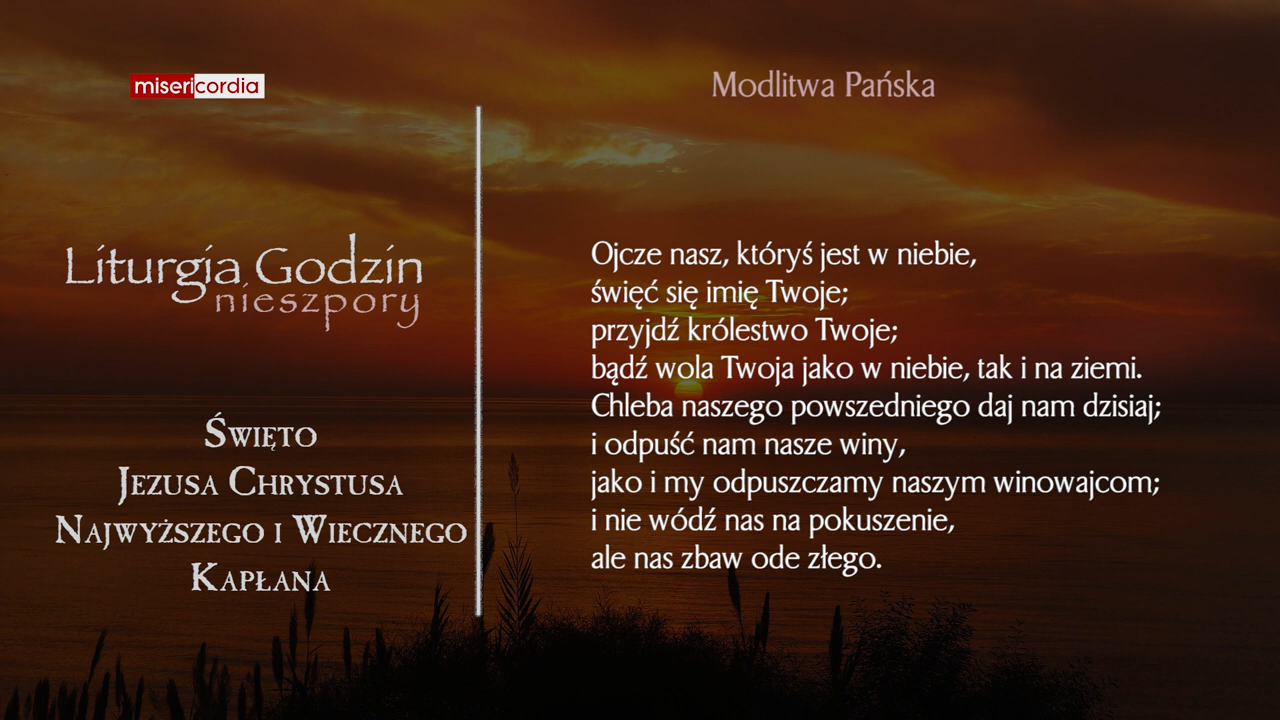 misericordia
Liturgia Godzin
nieszpory
Święto
Jezusa Chrystusa
Najwyższego i Wiecznego
Kapłana
Modlitwa Pańska
Ojcze nasz, któryś jest w niebie,
święć się imię Twoje;
przyjdź królestwo Twoje;
bądź wola Twoja jako w niebie, tak i na ziemi.
Chleba naszego powszedniego daj nam dzisiaj;
i odpuść nam nasze winy,
jako i my odpuszczamy naszym winowajcom;
i nie wódź nas na pokuszenie,
ale nas zbaw ode złego.